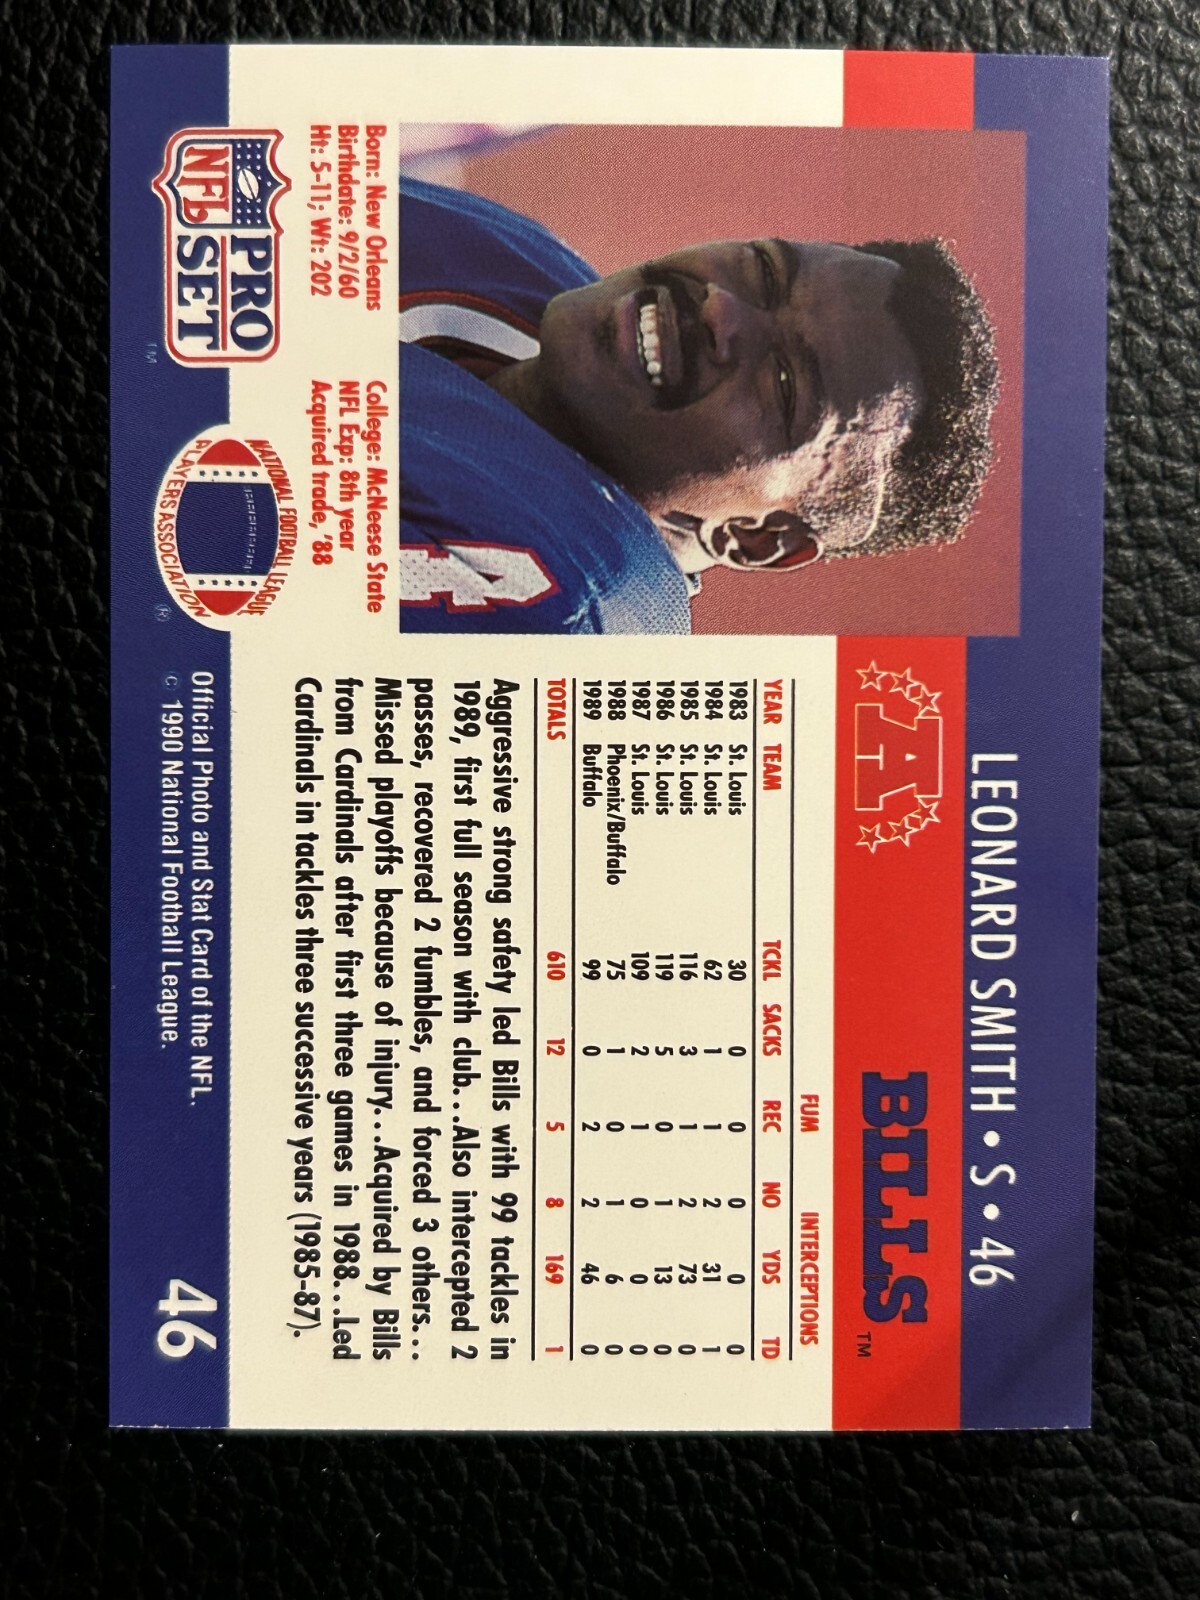 LEONARD SMITH • S • 46
A
BILLS™
FUM INTERCEPTIONS
YEAR TEAM TCKL SACKS REC NO YDS TD
1983 St. Louis 30 0 0 0 0 0
1984 St. Louis 62 1 1 2 31 1
1985 St. Louis 116 3 1 2 73 0
1986 St. Louis 119 5 0 1 13 0
1987 St. Louis 109 2 1 0 0 0
1988 Phoenix/Buffalo 75 1 0 1 6 0
1989 Buffalo 99 0 2 2 46 0
TOTALS 610 12 5 8 169 1
Aggressive strong safety led Bills with 99 tackles in
1989, first full season with club...Also intercepted 2
passes, recovered 2 fumbles, and forced 3 others...
Missed playoffs because of injury...Acquired by Bills
from Cardinals after first three games in 1988...Led
Cardinals in tackles three successive years (1985-87).
4
Born: New Orleans
Birthdate: 9/2/60
Ht: 5-11; Wt: 202
College: McNeese State
NFL Exp: 8th year
Acquired trade, '88
NFL
PRO
SET
TM
NATIONAL FOOTBALL LEAGUE
PLAYERS ASSOCIATION
®
Official Photo and Stat Card of the NFL.
© 1990 National Football League.
46